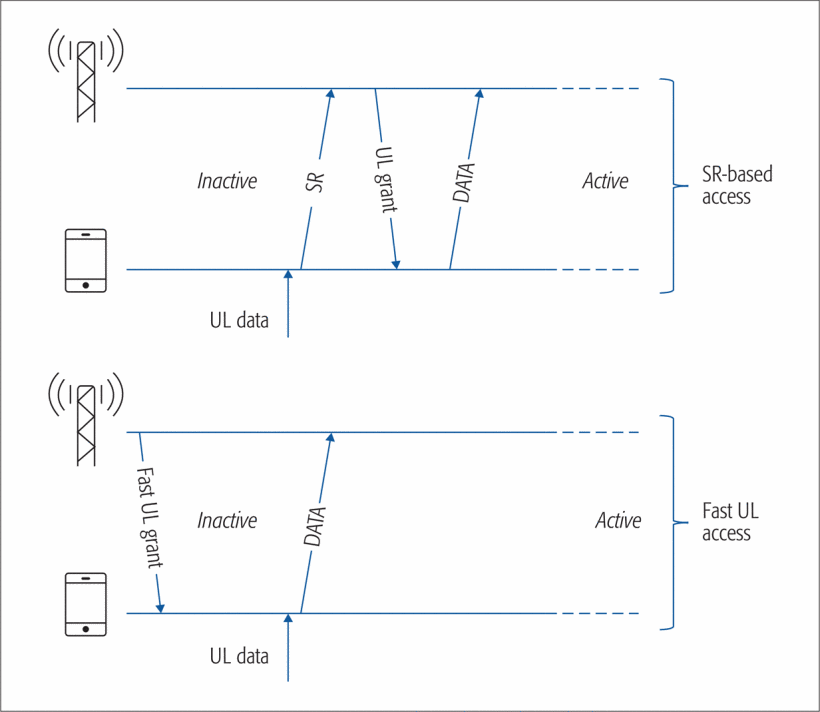 Inactive
SR
UL grant
DATA
Active
SR-based
access
UL data
Fast UL grant
Inactive
DATA
Active
Fast UL
access
UL data